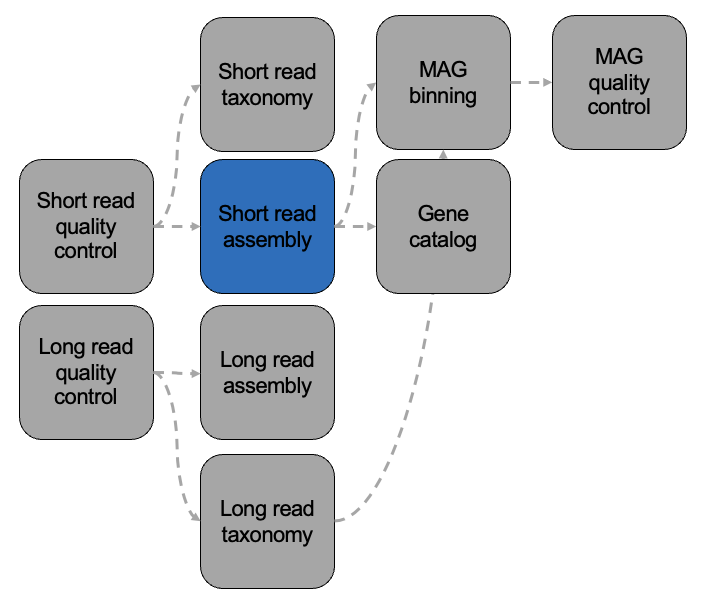 Short read
taxonomy
MAG
binning
MAG
quality
control
Short read
quality
control
Short read
assembly
Gene
catalog
Long read
quality
control
Long read
assembly
Long read
taxonomy